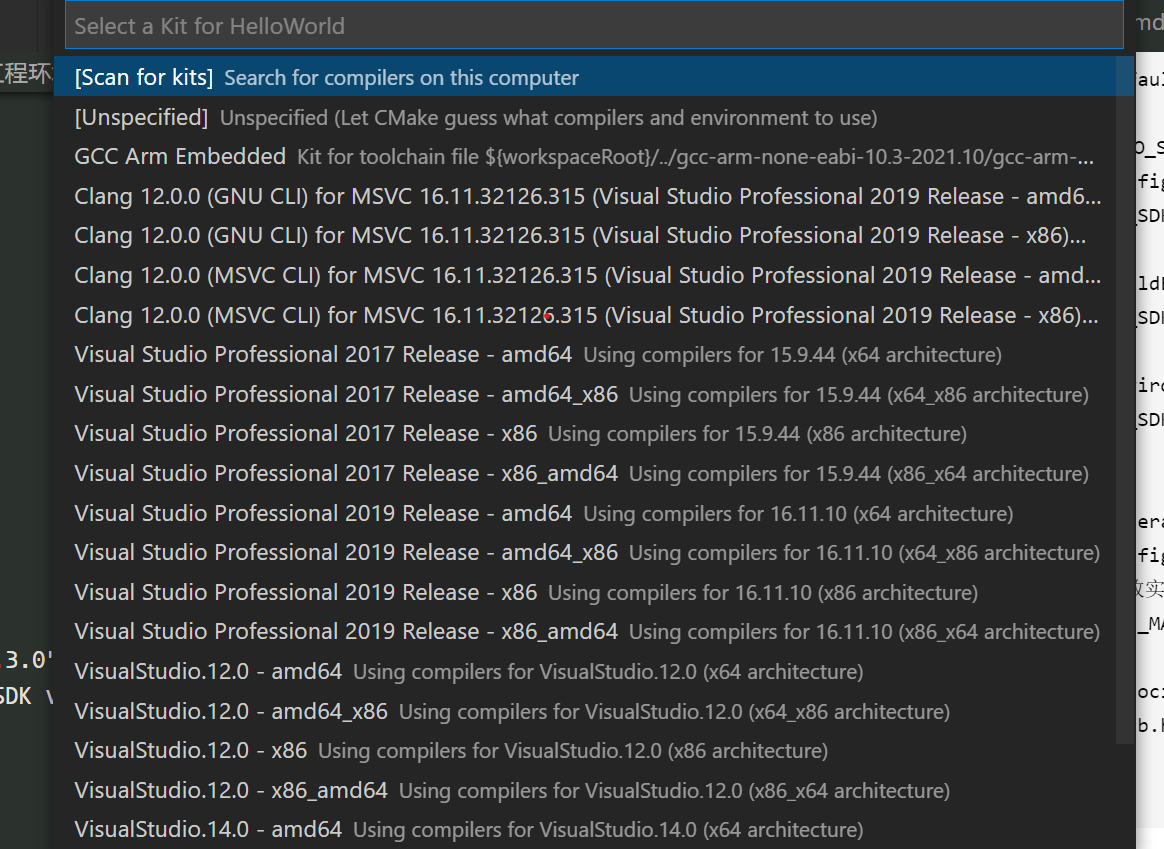 Select a Kit for HelloWorld
[Scan for kits] Search for compilers on this computer
工程环
[Unspecified] Unspecified (Let CMake guess what compilers and environment to use)
GCC Arm Embedded Kit for toolchain file ${workspaceRoot}/../gcc-arm-none-eabi-10.3-2021.10/gcc-arm-...
Clang 12.0.0 (GNU CLI) for MSVC 16.11.32126.315 (Visual Studio Professional 2019 Release - amd6...
Clang 12.0.0 (GNU CLI) for MSVC 16.11.32126.315 (Visual Studio Professional 2019 Release - x86)...
Clang 12.0.0 (MSVC CLI) for MSVC 16.11.32126.315 (Visual Studio Professional 2019 Release - amd...
Clang 12.0.0 (MSVC CLI) for MSVC 16.11.32126.315 (Visual Studio Professional 2019 Release - x86)...
Visual Studio Professional 2017 Release - amd64 Using compilers for 15.9.44 (x64 architecture)
Visual Studio Professional 2017 Release - amd64_x86 Using compilers for 15.9.44 (x64_x86 architecture)
Visual Studio Professional 2017 Release - x86 Using compilers for 15.9.44 (x86 architecture)
Visual Studio Professional 2017 Release - x86_amd64 Using compilers for 15.9.44 (x86_x64 architecture)
Visual Studio Professional 2019 Release - amd64 Using compilers for 16.11.10 (x64 architecture)
Visual Studio Professional 2019 Release - amd64_x86 Using compilers for 16.11.10 (x64_x86 architecture)
Visual Studio Professional 2019 Release - x86 Using compilers for 16.11.10 (x86 architecture)
Visual Studio Professional 2019 Release - x86_amd64 Using compilers for 16.11.10 (x86_x64 architecture)
.3.0'
VisualStudio.12.0 - amd64 Using compilers for VisualStudio.12.0 (x64 architecture)
SDK v
VisualStudio.12.0 - amd64_x86 Using compilers for VisualStudio.12.0 (x64_x86 architecture)
VisualStudio.12.0 - x86 Using compilers for VisualStudio.12.0 (x86 architecture)
VisualStudio.12.0 - x86_amd64 Using compilers for VisualStudio.12.0 (x86_x64 architecture)
VisualStudio.14.0 - amd64 Using compilers for VisualStudio.14.0 (x64 architecture)